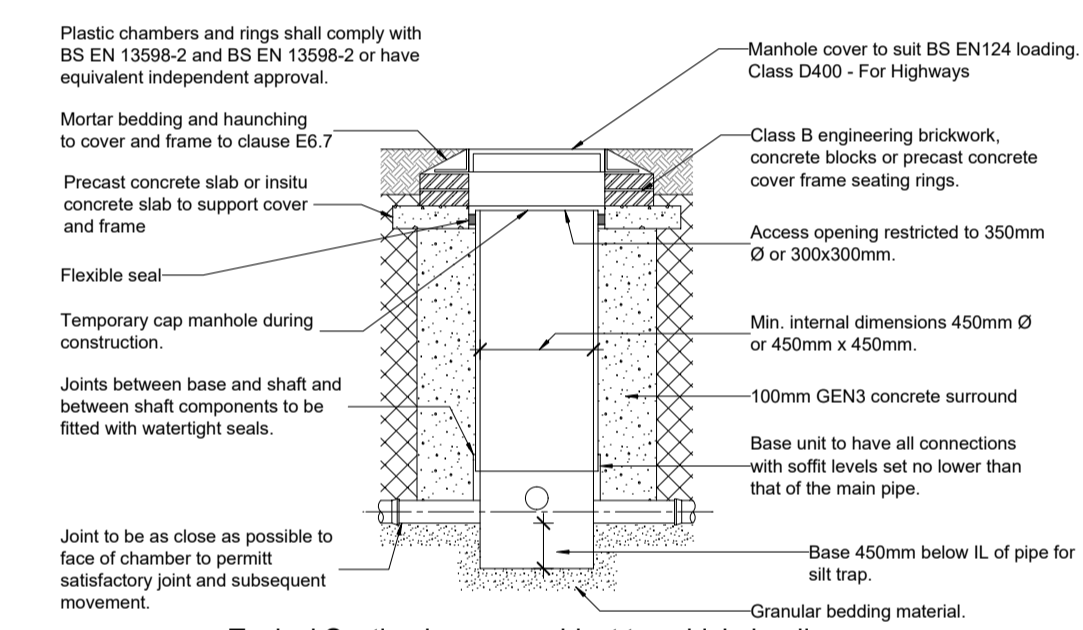 Plastic chambers and rings shall comply with
BS EN 13598-2 and BS EN 13598-2 or have
equivalent independent approval.
Mortar bedding and haunching
to cover and frame to clause E6.7
Precast concrete slab or insitu
concrete slab to support cover
and frame
Flexible seal
Temporary cap manhole during
construction.
Joints between base and shaft and
between shaft components to be
fitted with watertight seals.
Joint to be as close as possible to
face of chamber to permitt
satisfactory joint and subsequent
movement.
Manhole cover to suit BS EN124 loading.
Class D400 - For Highways
Class B engineering brickwork,
concrete blocks or precast concrete
cover frame seating rings.
Access opening restricted to 350mm
Ø or 300x300mm.
Min. internal dimensions 450mm Ø
or 450mm x 450mm.
100mm GEN3 concrete surround
Base unit to have all connections
with soffit levels set no lower than
that of the main pipe.
Base 450mm below IL of pipe for
silt trap.
Granular bedding material.